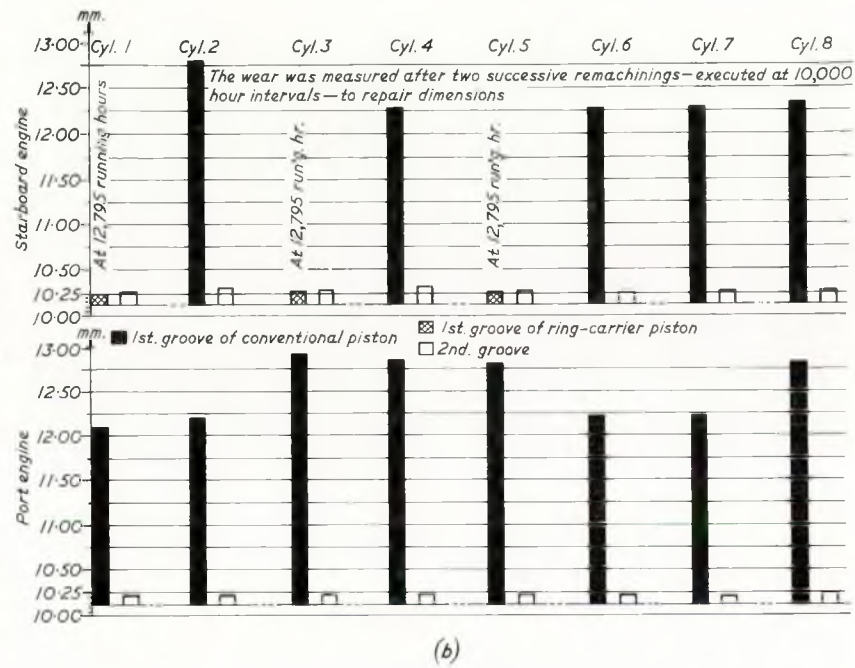 mm.
13·00 Cyl. 1 Cyl. 2 Cyl. 3 Cyl. 4 Cyl. 5 Cyl. 6 Cyl. 7 Cyl. 8
The wear was measured after two successive remachinings—executed at 10,000
hour intervals—to repair dimensions
12·50
12·00
11·50
11·00
10·50
10·25
10·00
Starboard engine
At 12,795 running hours
At 12,795 run'g. hr.
At 12,795 run'g. hr.
mm.
1st. groove of conventional piston
1st. groove of ring-carrier piston
2nd. groove
13·00
12·50
12·00
11·50
11·00
10·50
10·25
10·00
Port engine
(b)